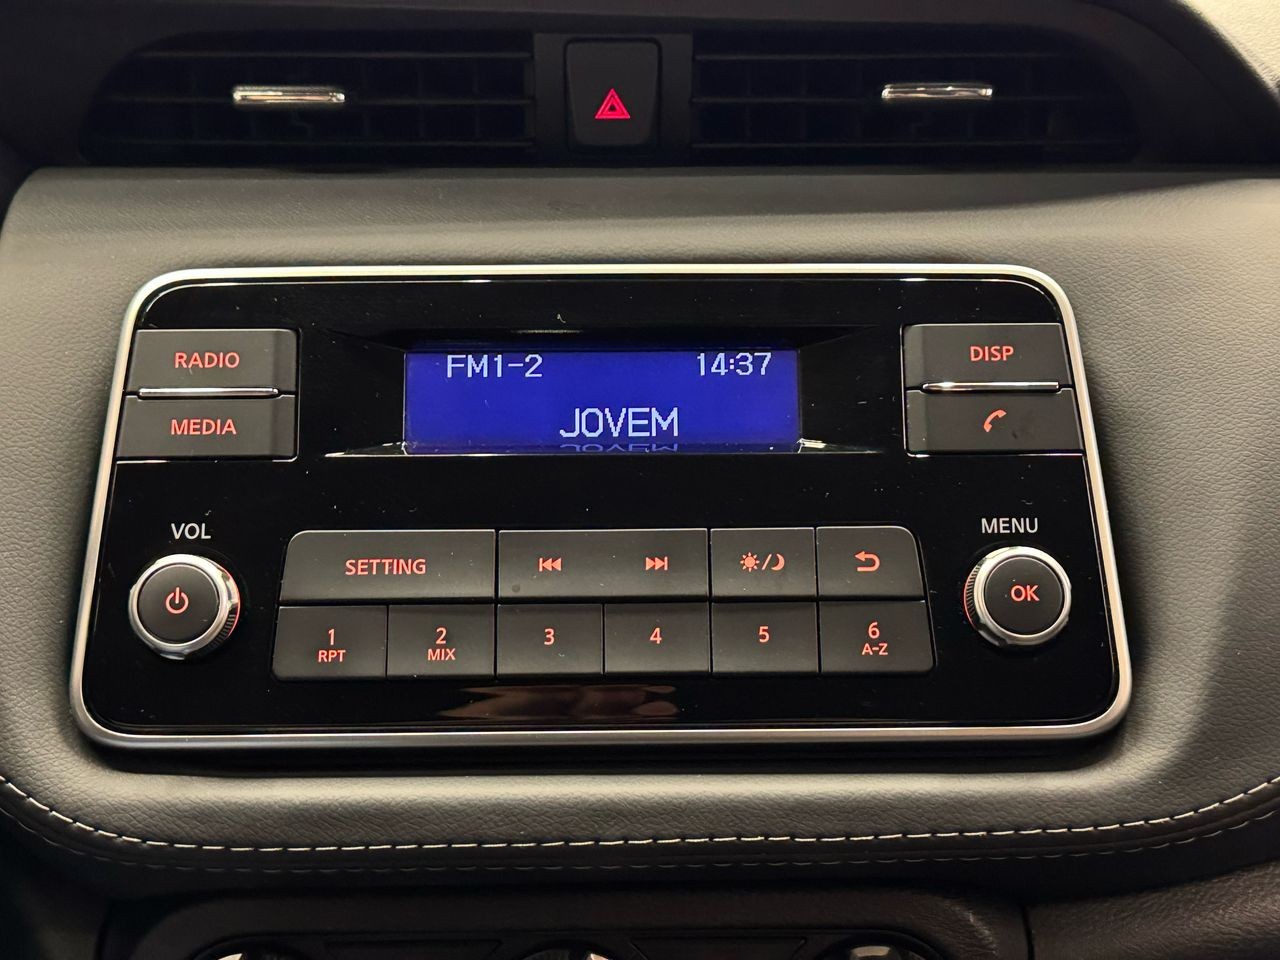 RADIO
MEDIA
FM1-2 14:37
JOVEM
DISP
VOL
MENU
SETTING
OK
1 2 3 4 5 6
RPT MIX A-Z